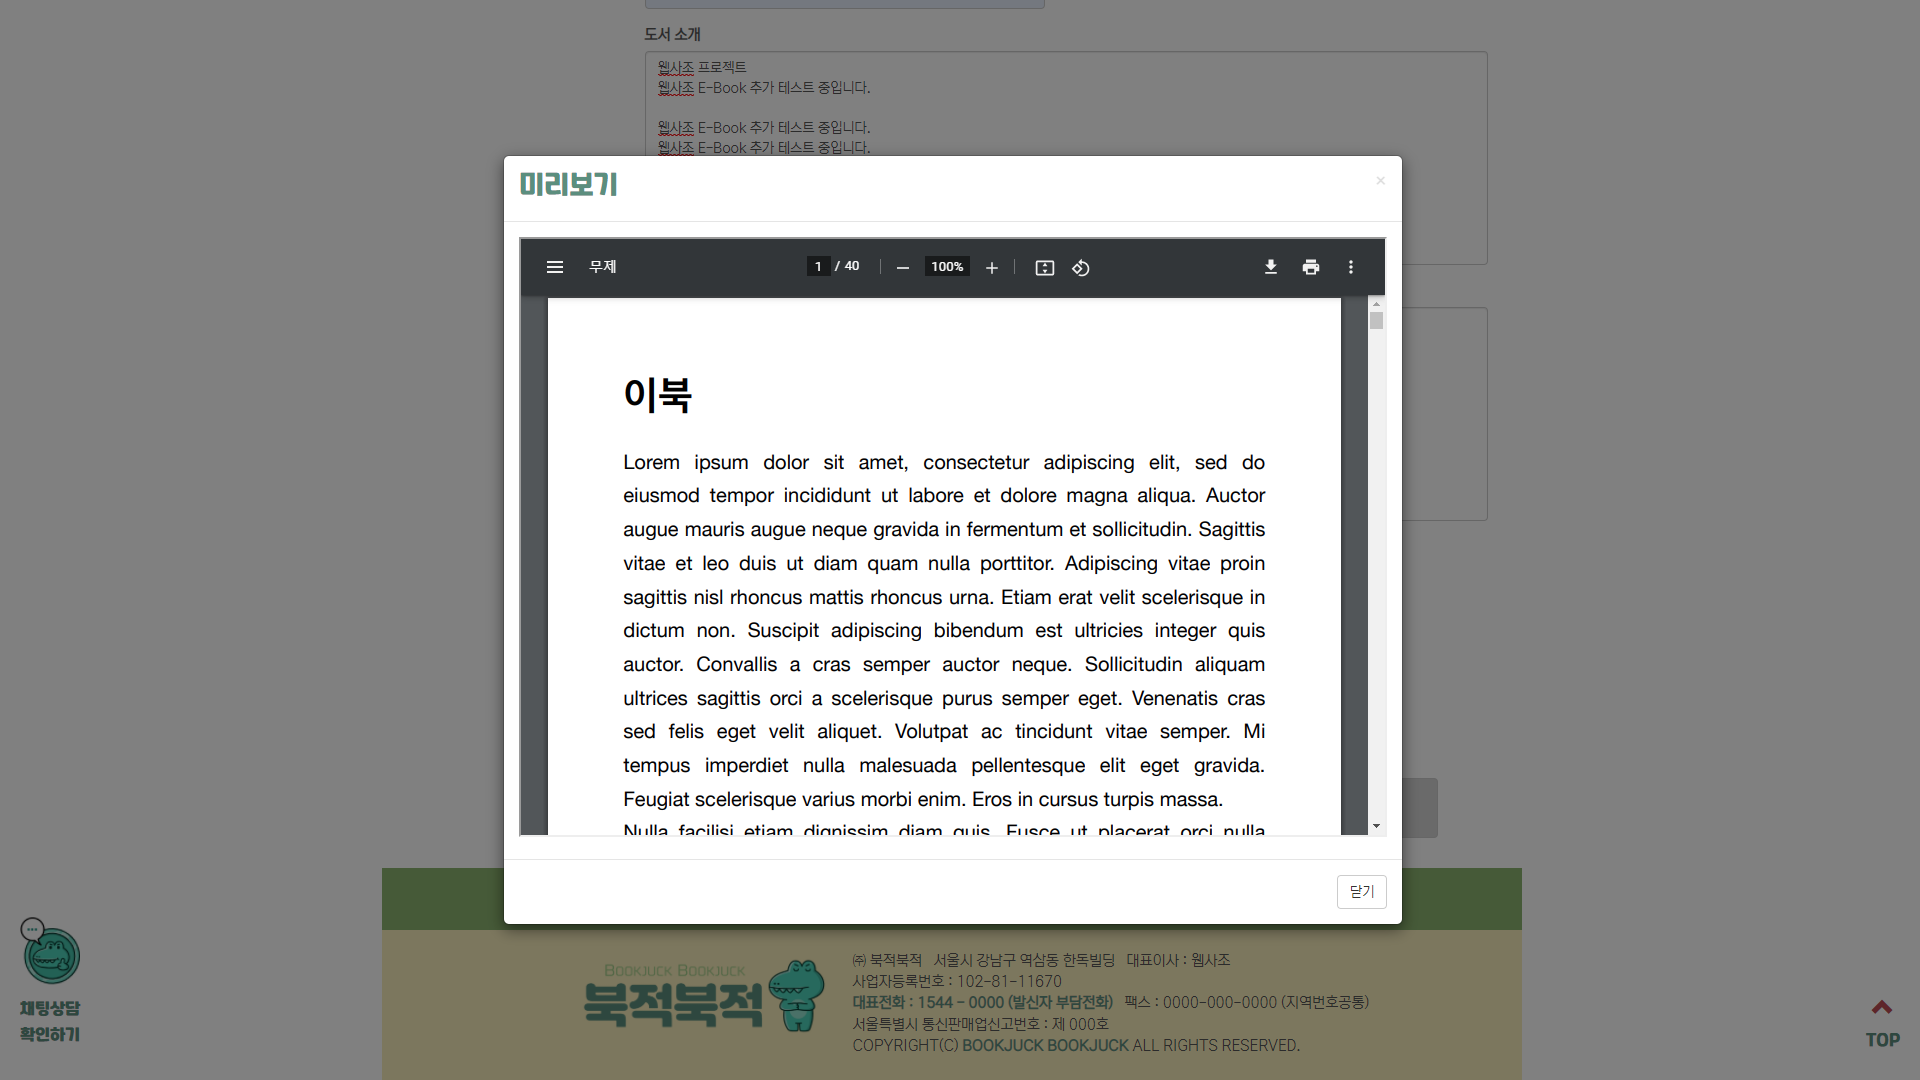 도서 소개
웹사조 프로젝트
웹사조 E-Book 추가 테스트 중입니다.
웹사조 E-Book 추가 테스트 중입니다.
웹사조 E-Book 추가 테스트 중입니다.
미리보기
×
무제
1 / 40
100%
이북
Lorem ipsum dolor sit amet, consectetur adipiscing elit, sed do
eiusmod tempor incididunt ut labore et dolore magna aliqua. Auctor
augue mauris augue neque gravida in fermentum et sollicitudin. Sagittis
vitae et leo duis ut diam quam nulla porttitor. Adipiscing vitae proin
sagittis nisl rhoncus mattis rhoncus urna. Etiam erat velit scelerisque in
dictum non. Suscipit adipiscing bibendum est ultricies integer quis
auctor. Convallis a cras semper auctor neque. Sollicitudin aliquam
ultrices sagittis orci a scelerisque purus semper eget. Venenatis cras
sed felis eget velit aliquet. Volutpat ac tincidunt vitae semper. Mi
tempus imperdiet nulla malesuada pellentesque elit eget gravida.
Feugiat scelerisque varius morbi enim. Eros in cursus turpis massa.
Nulla facilisi etiam dignissim diam quis. Fusce ut placerat orci nulla
닫기
채팅상담
확인하기
BOOKJUCK BOOKJUCK
북적북적
㈜ 북적북적 서울시 강남구 역삼동 한독빌딩 대표이사 : 웹사조
사업자등록번호 : 102-81-11670
대표전화 : 1544 - 0000 (발신자 부담전화) 팩스 : 0000-000-0000 (지역번호공통)
서울특별시 통신판매업신고번호 : 제 000호
COPYRIGHT(C) BOOKJUCK BOOKJUCK ALL RIGHTS RESERVED.
TOP